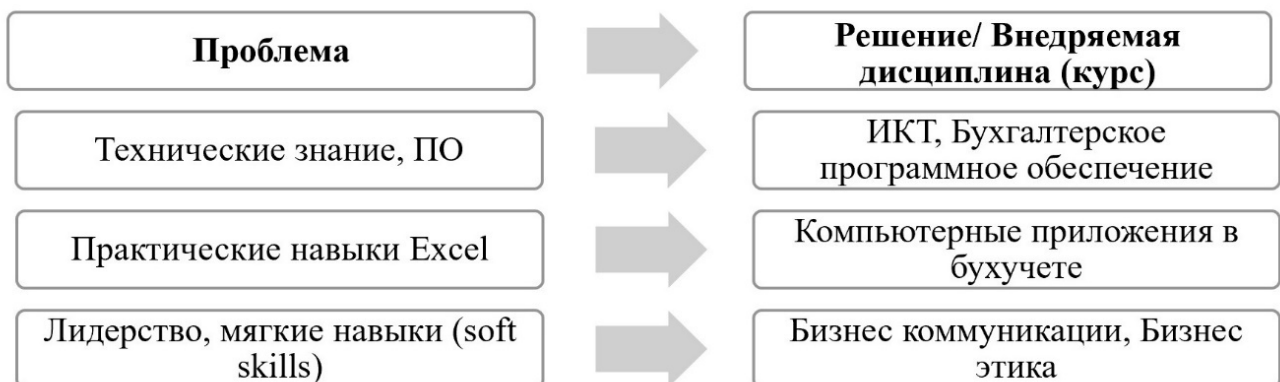 Проблема
Решение/ Внедряемая
дисциплина (курс)
Технические знание, ПО
ИКТ, Бухгалтерское
программное обеспечение
Практические навыки Excel
Компьютерные приложения в
бухучете
Лидерство, мягкие навыки (soft
skills)
Бизнес коммуникации, Бизнес
этика